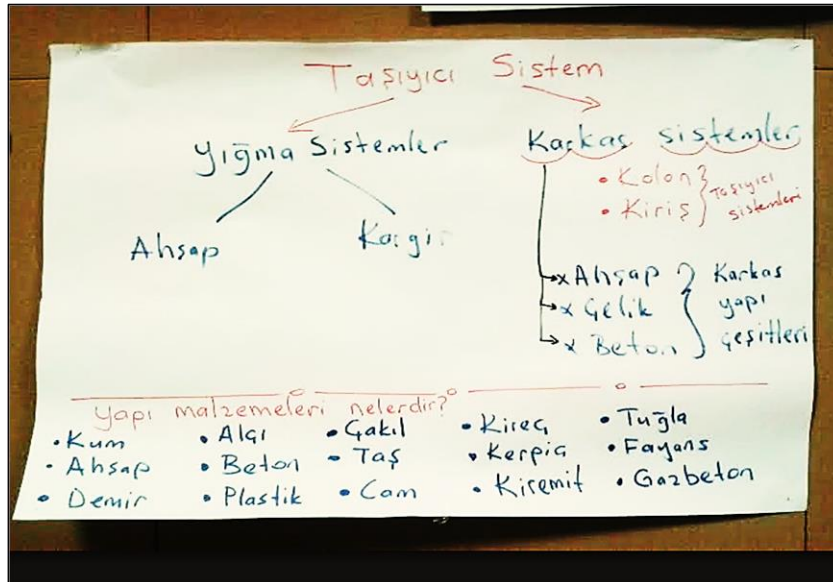 Taşıyıcı Sistem
Yığma Sistemler
Ahşap
Kargir
Karkas sistemler
• Kolon
• Kiriş
Taşıyıcı
sistemleri
x Ahşap
x Çelik
x Beton
Karkas
yapı
çeşitleri
Yapı malzemeleri nelerdir?
• Kum • Alçı • Çakıl • Kireç • Tuğla
• Ahşap • Beton • Taş • Kerpiç • Fayans
• Demir • Plastik • Cam • Kiremit • Gazbeton